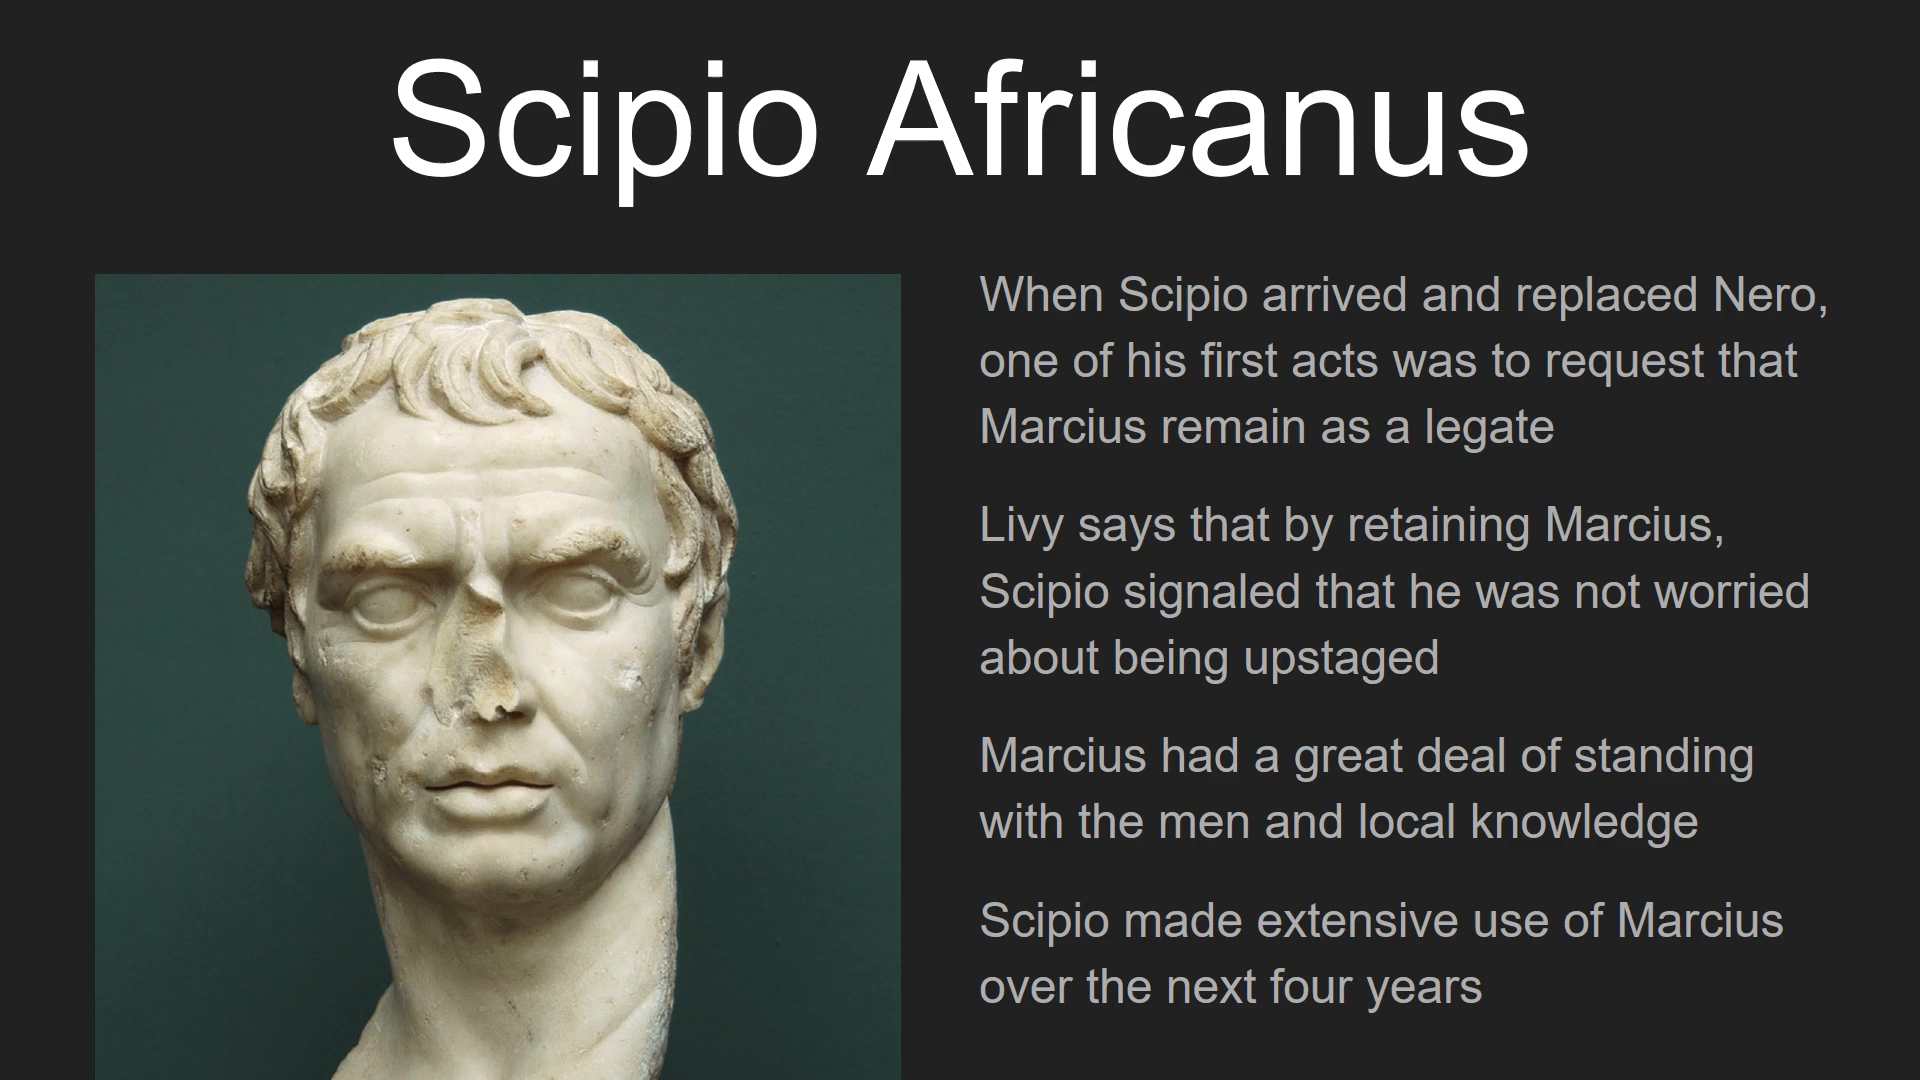 Scipio Africanus
When Scipio arrived and replaced Nero,
one of his first acts was to request that
Marcius remain as a legate
Livy says that by retaining Marcius,
Scipio signaled that he was not worried
about being upstaged
Marcius had a great deal of standing
with the men and local knowledge
Scipio made extensive use of Marcius
over the next four years